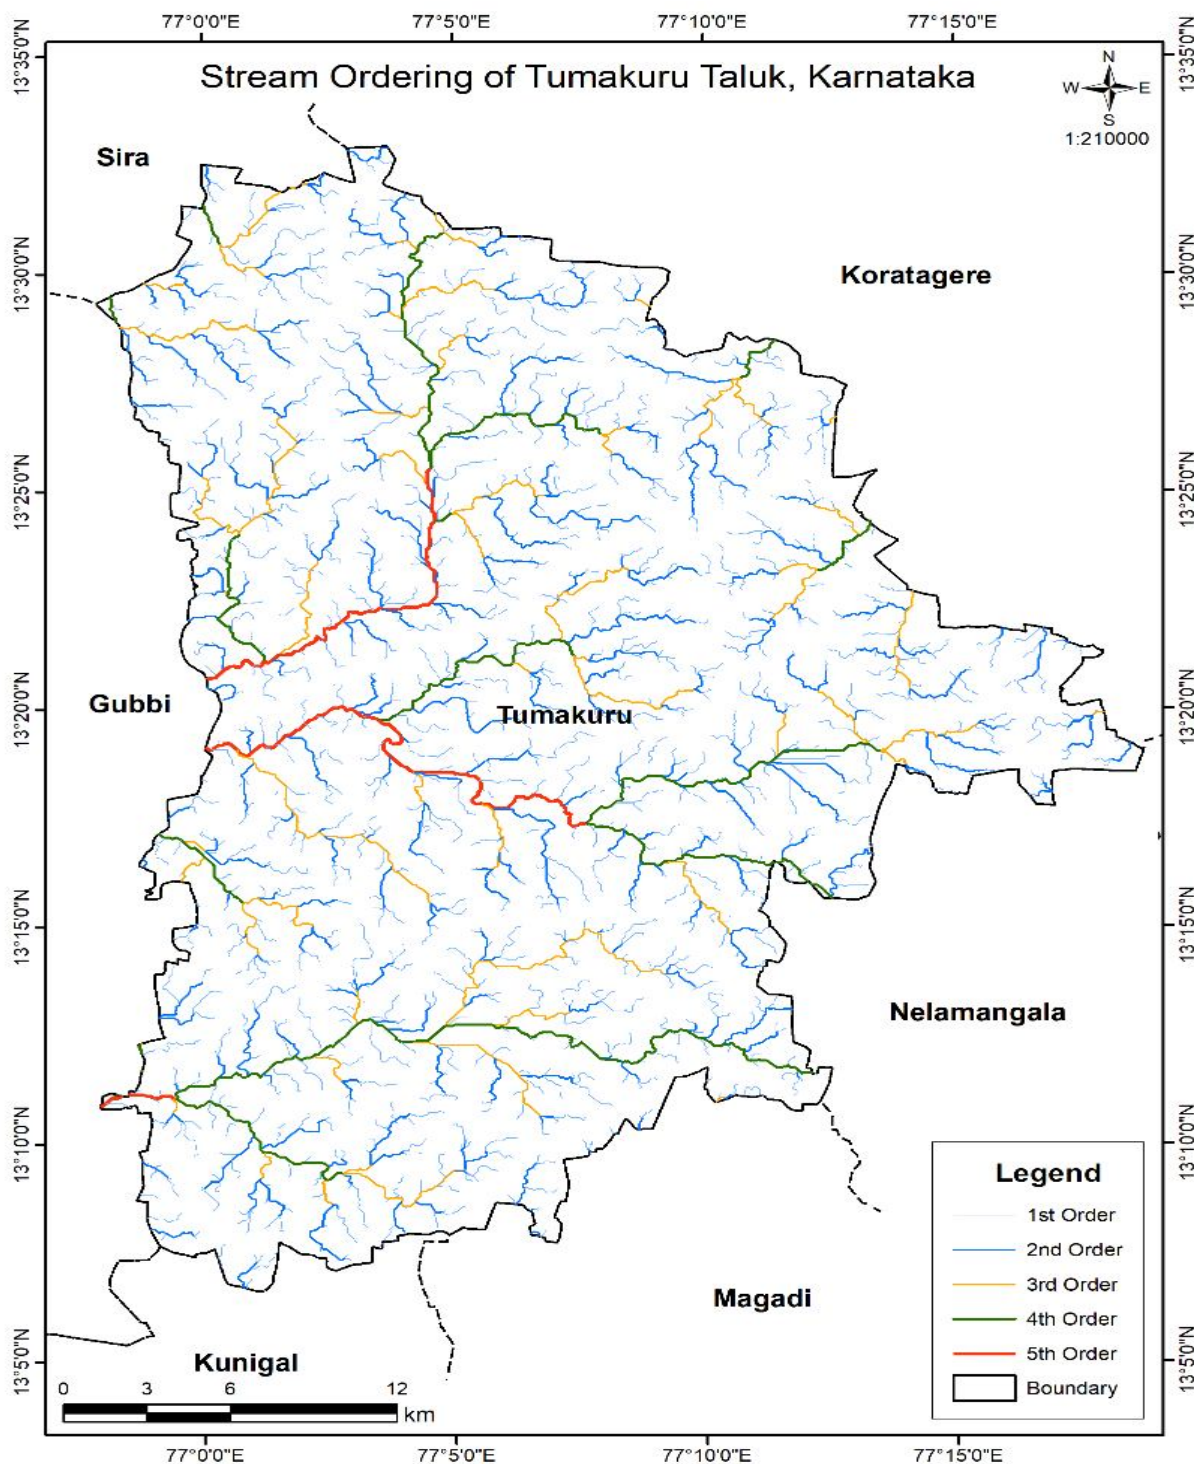 77°0'0"E 77°5'0"E 77°10'0"E 77°15'0"E
13°35'0"N 13°35'0"N
Stream Ordering of Tumakuru Taluk, Karnataka
N
W E
S
1:210000
Sira
Koratagere
13°30'0"N 13°30'0"N
13°25'0"N 13°25'0"N
Gubbi
Tumakuru
13°20'0"N 13°20'0"N
13°15'0"N 13°15'0"N
Nelamangala
13°10'0"N 13°10'0"N
Legend
1st Order
2nd Order
3rd Order
4th Order
5th Order
Boundary
Magadi
Kunigal
13°5'0"N 13°5'0"N
0 3 6 12
km
77°0'0"E 77°5'0"E 77°10'0"E 77°15'0"E